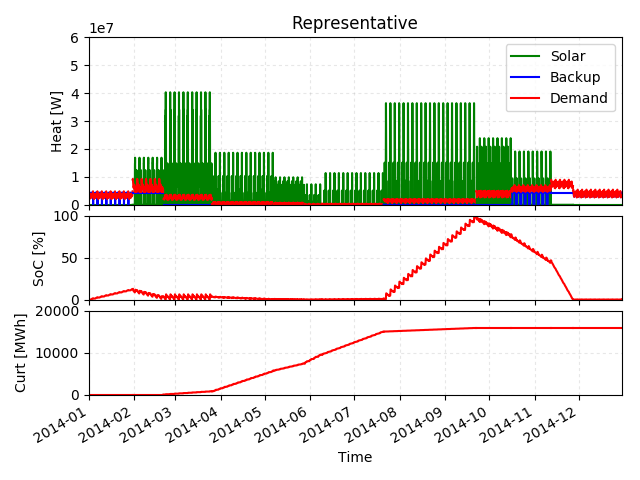 Representative
1e7
6
5
4
3
2
1
0
Heat [W]
Solar
Backup
Demand
100
50
0
SoC [%]
20000
10000
0
Curt [MWh]
2014-01 2014-02 2014-03 2014-04 2014-05 2014-06 2014-07 2014-08 2014-09 2014-10 2014-11 2014-12
Time